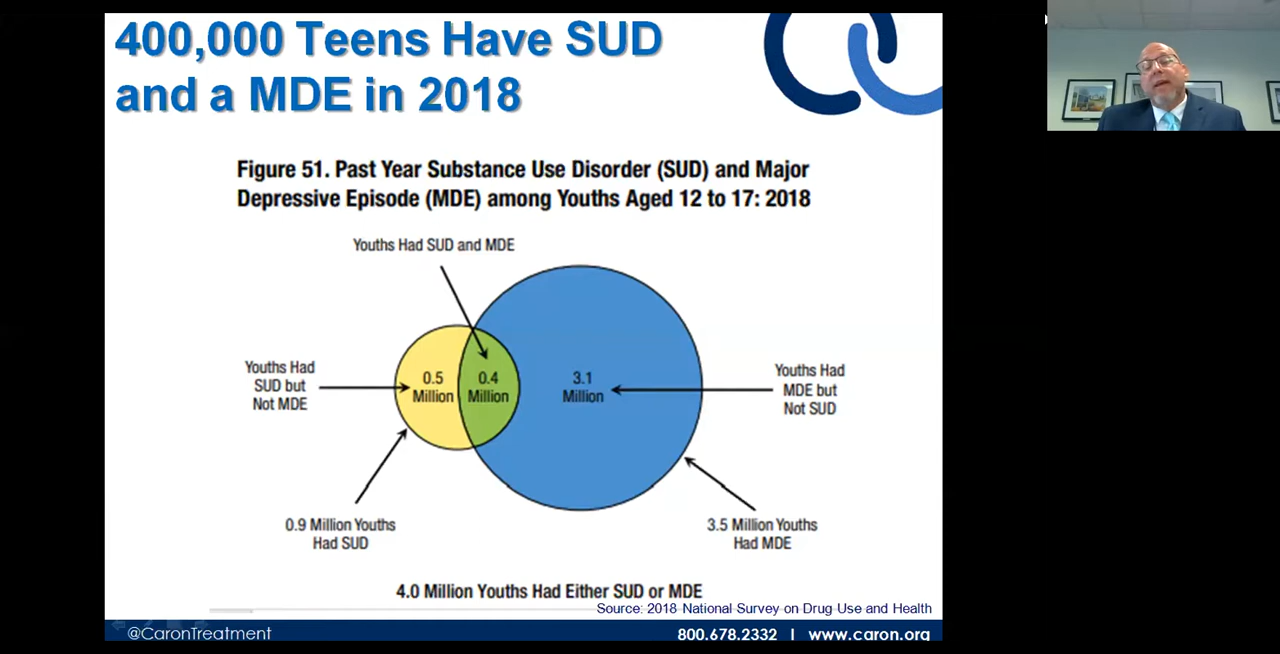 400,000 Teens Have SUD
and a MDE in 2018
Figure 51. Past Year Substance Use Disorder (SUD) and Major
Depressive Episode (MDE) among Youths Aged 12 to 17: 2018
Youths Had SUD and MDE
Youths Had
SUD but
Not MDE
0.5
Million
0.4
Million
3.1
Million
Youths Had
MDE but
Not SUD
0.9 Million Youths
Had SUD
3.5 Million Youths
Had MDE
4.0 Million Youths Had Either SUD or MDE
Source: 2018 National Survey on Drug Use and Health
@CaronTreatment
800.678.2332 | www.caron.org